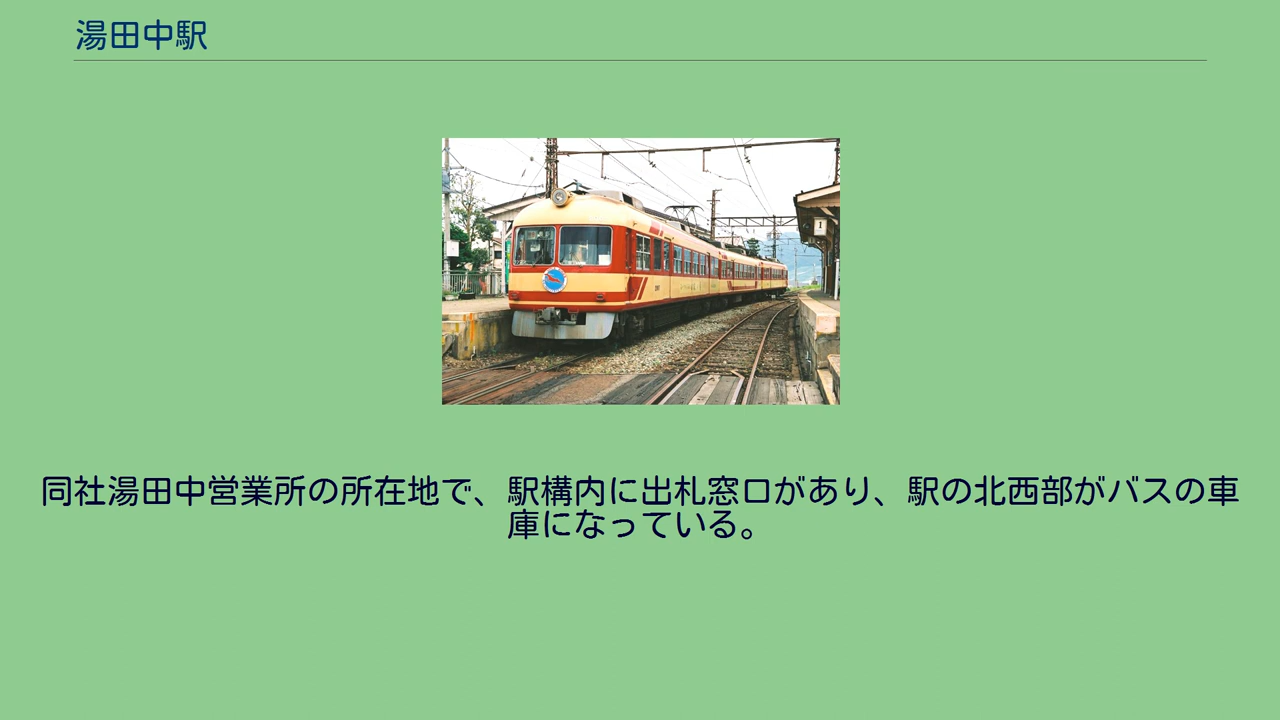 湯田中駅
1
同社湯田中営業所の所在地で、駅構内に出札窓口があり、駅の北西部がバスの車
庫になっている。